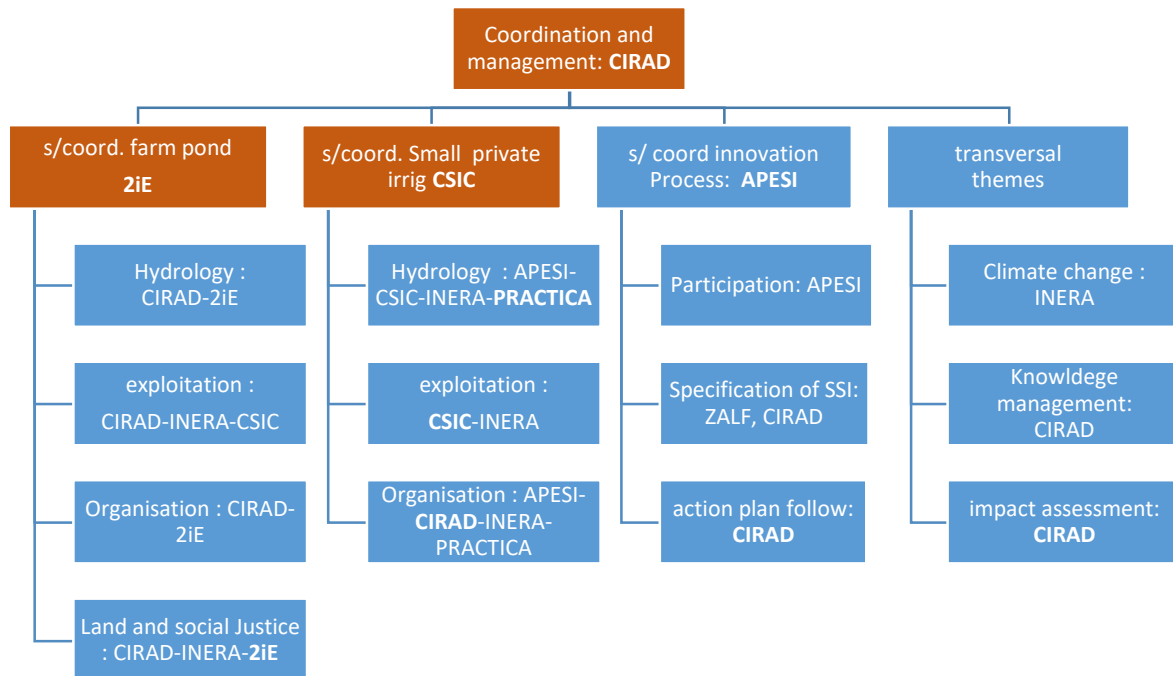 Coordination and
management: CIRAD
s/coord. farm pond
2iE
Hydrology :
CIRAD-2iE
exploitation :
CIRAD-INERA-CSIC
Organisation : CIRAD-
2iE
Land and social Justice
: CIRAD-INERA-2iE
s/coord. Small private
irrig CSIC
Hydrology : APESI-
CSIC-INERA-PRACTICA
exploitation :
CSIC-INERA
Organisation : APESI-
CIRAD-INERA-
PRACTICA
s/ coord innovation
Process: APESI
Participation: APESI
Specification of SSI:
ZALF, CIRAD
action plan follow:
CIRAD
transversal
themes
Climate change :
INERA
Knowldege
management:
CIRAD
impact assessment:
CIRAD